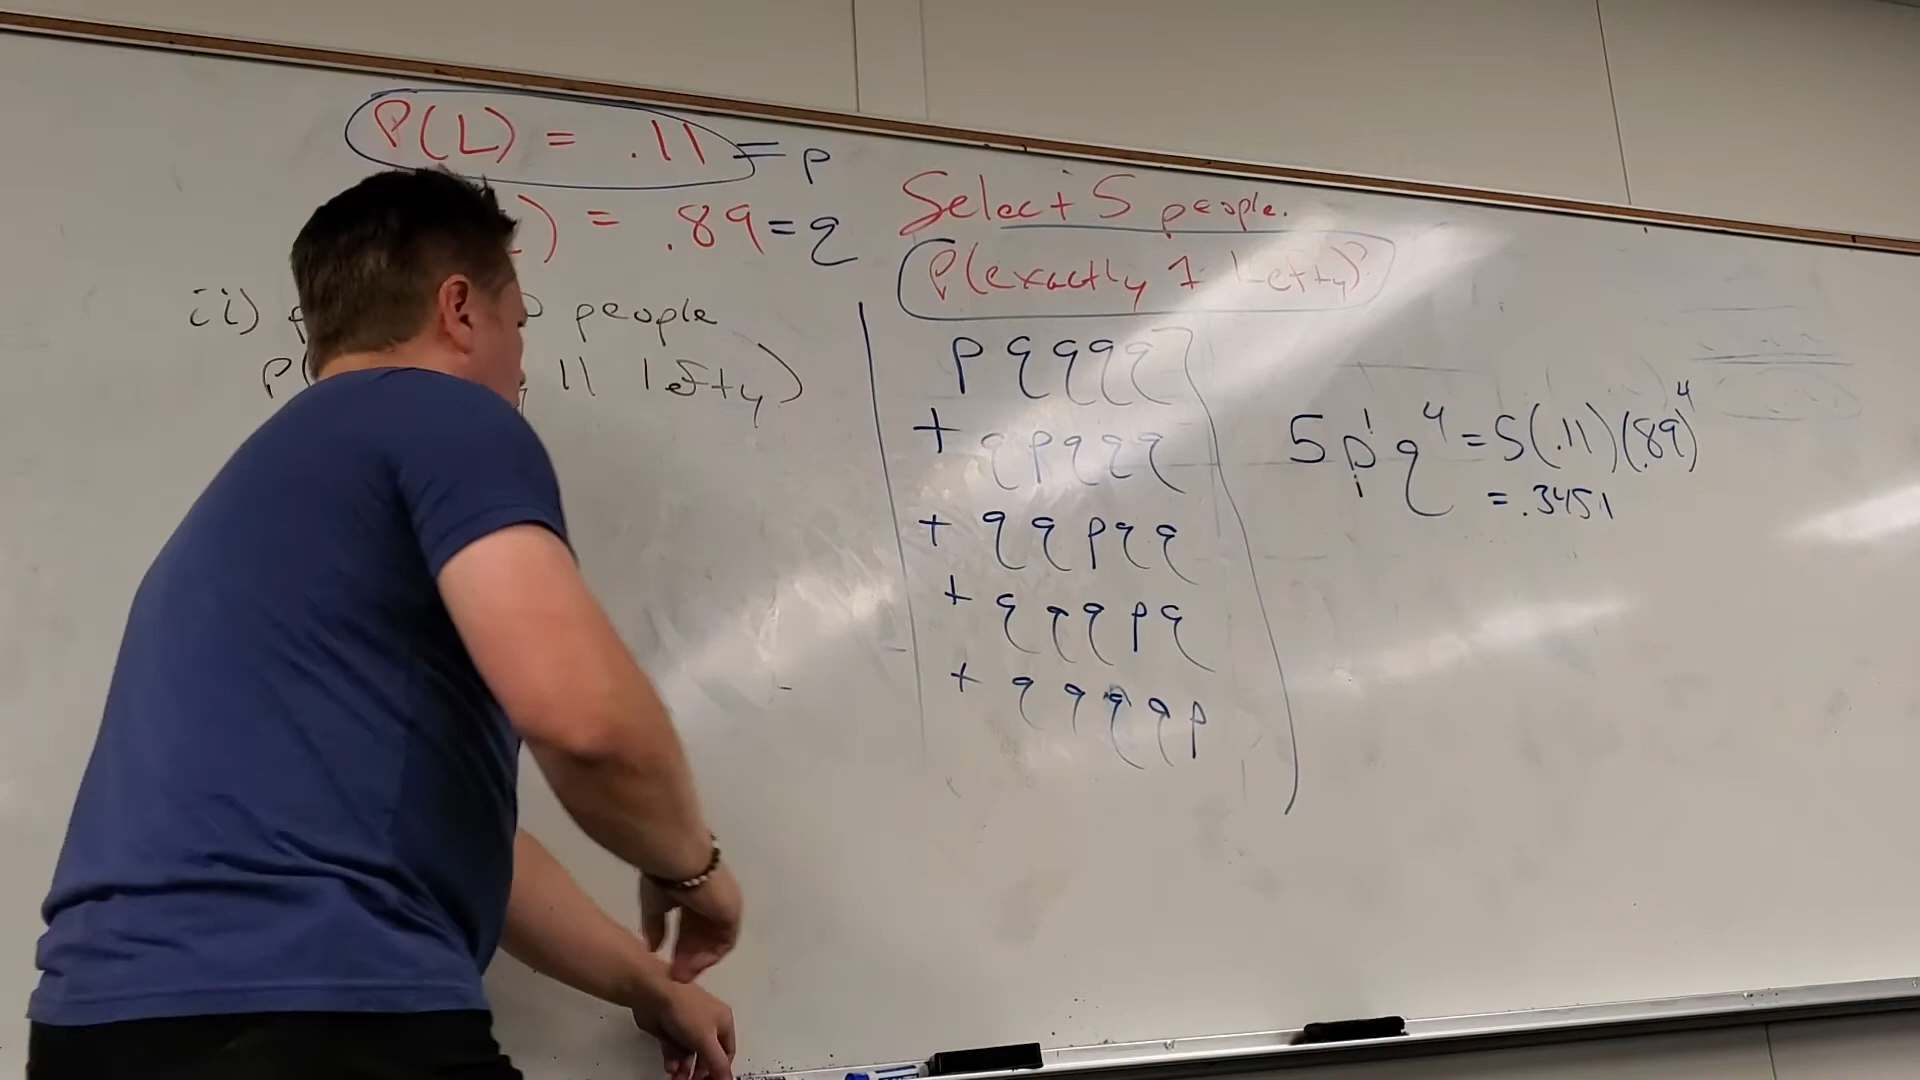 P(L) = .11 = p
) = .89 = q
ii) people
P( 11 lefty)
Select 5 people.
P(exactly 1 Lefty)
p q q q q
+ q p q q q
+ q q p q q
+ q q q p q
+ q q q q p
5 p¹ q⁴ = 5(.11)(.89)⁴
= .3451